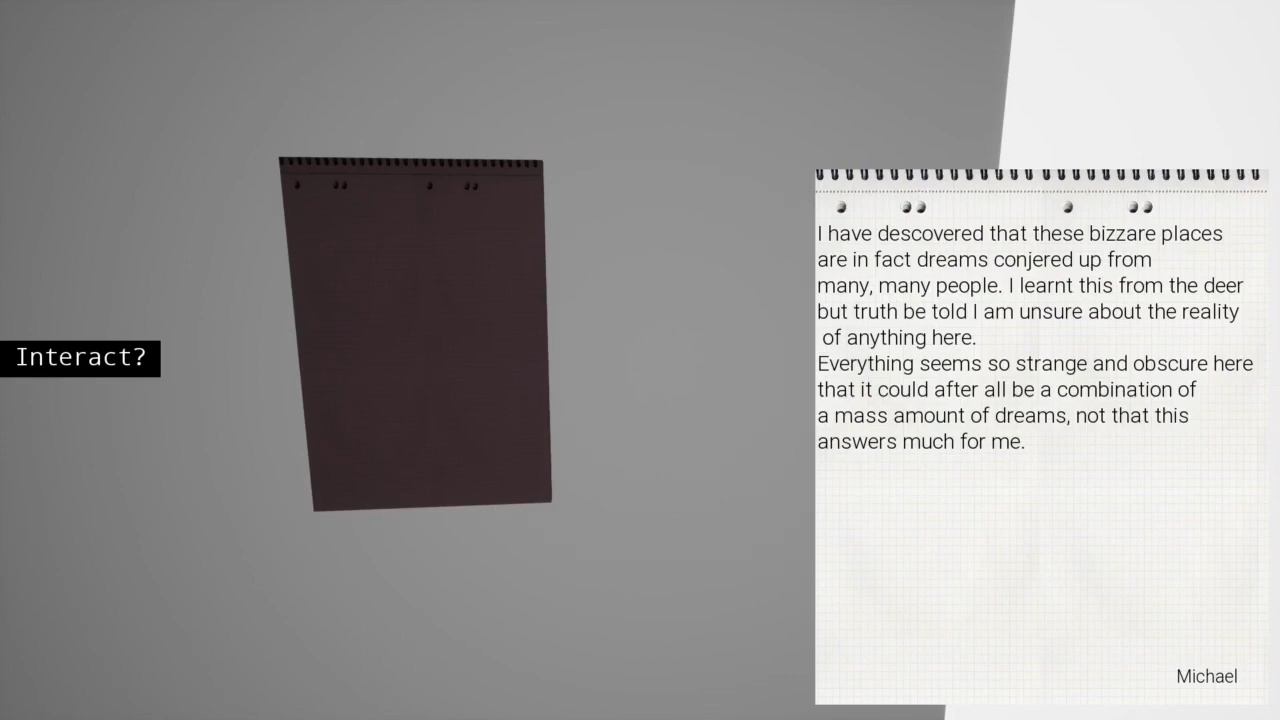 Interact?
I have descovered that these bizzare places
are in fact dreams conjered up from
many, many people. I learnt this from the deer
but truth be told I am unsure about the reality
of anything here.
Everything seems so strange and obscure here
that it could after all be a combination of
a mass amount of dreams, not that this
answers much for me.
Michael